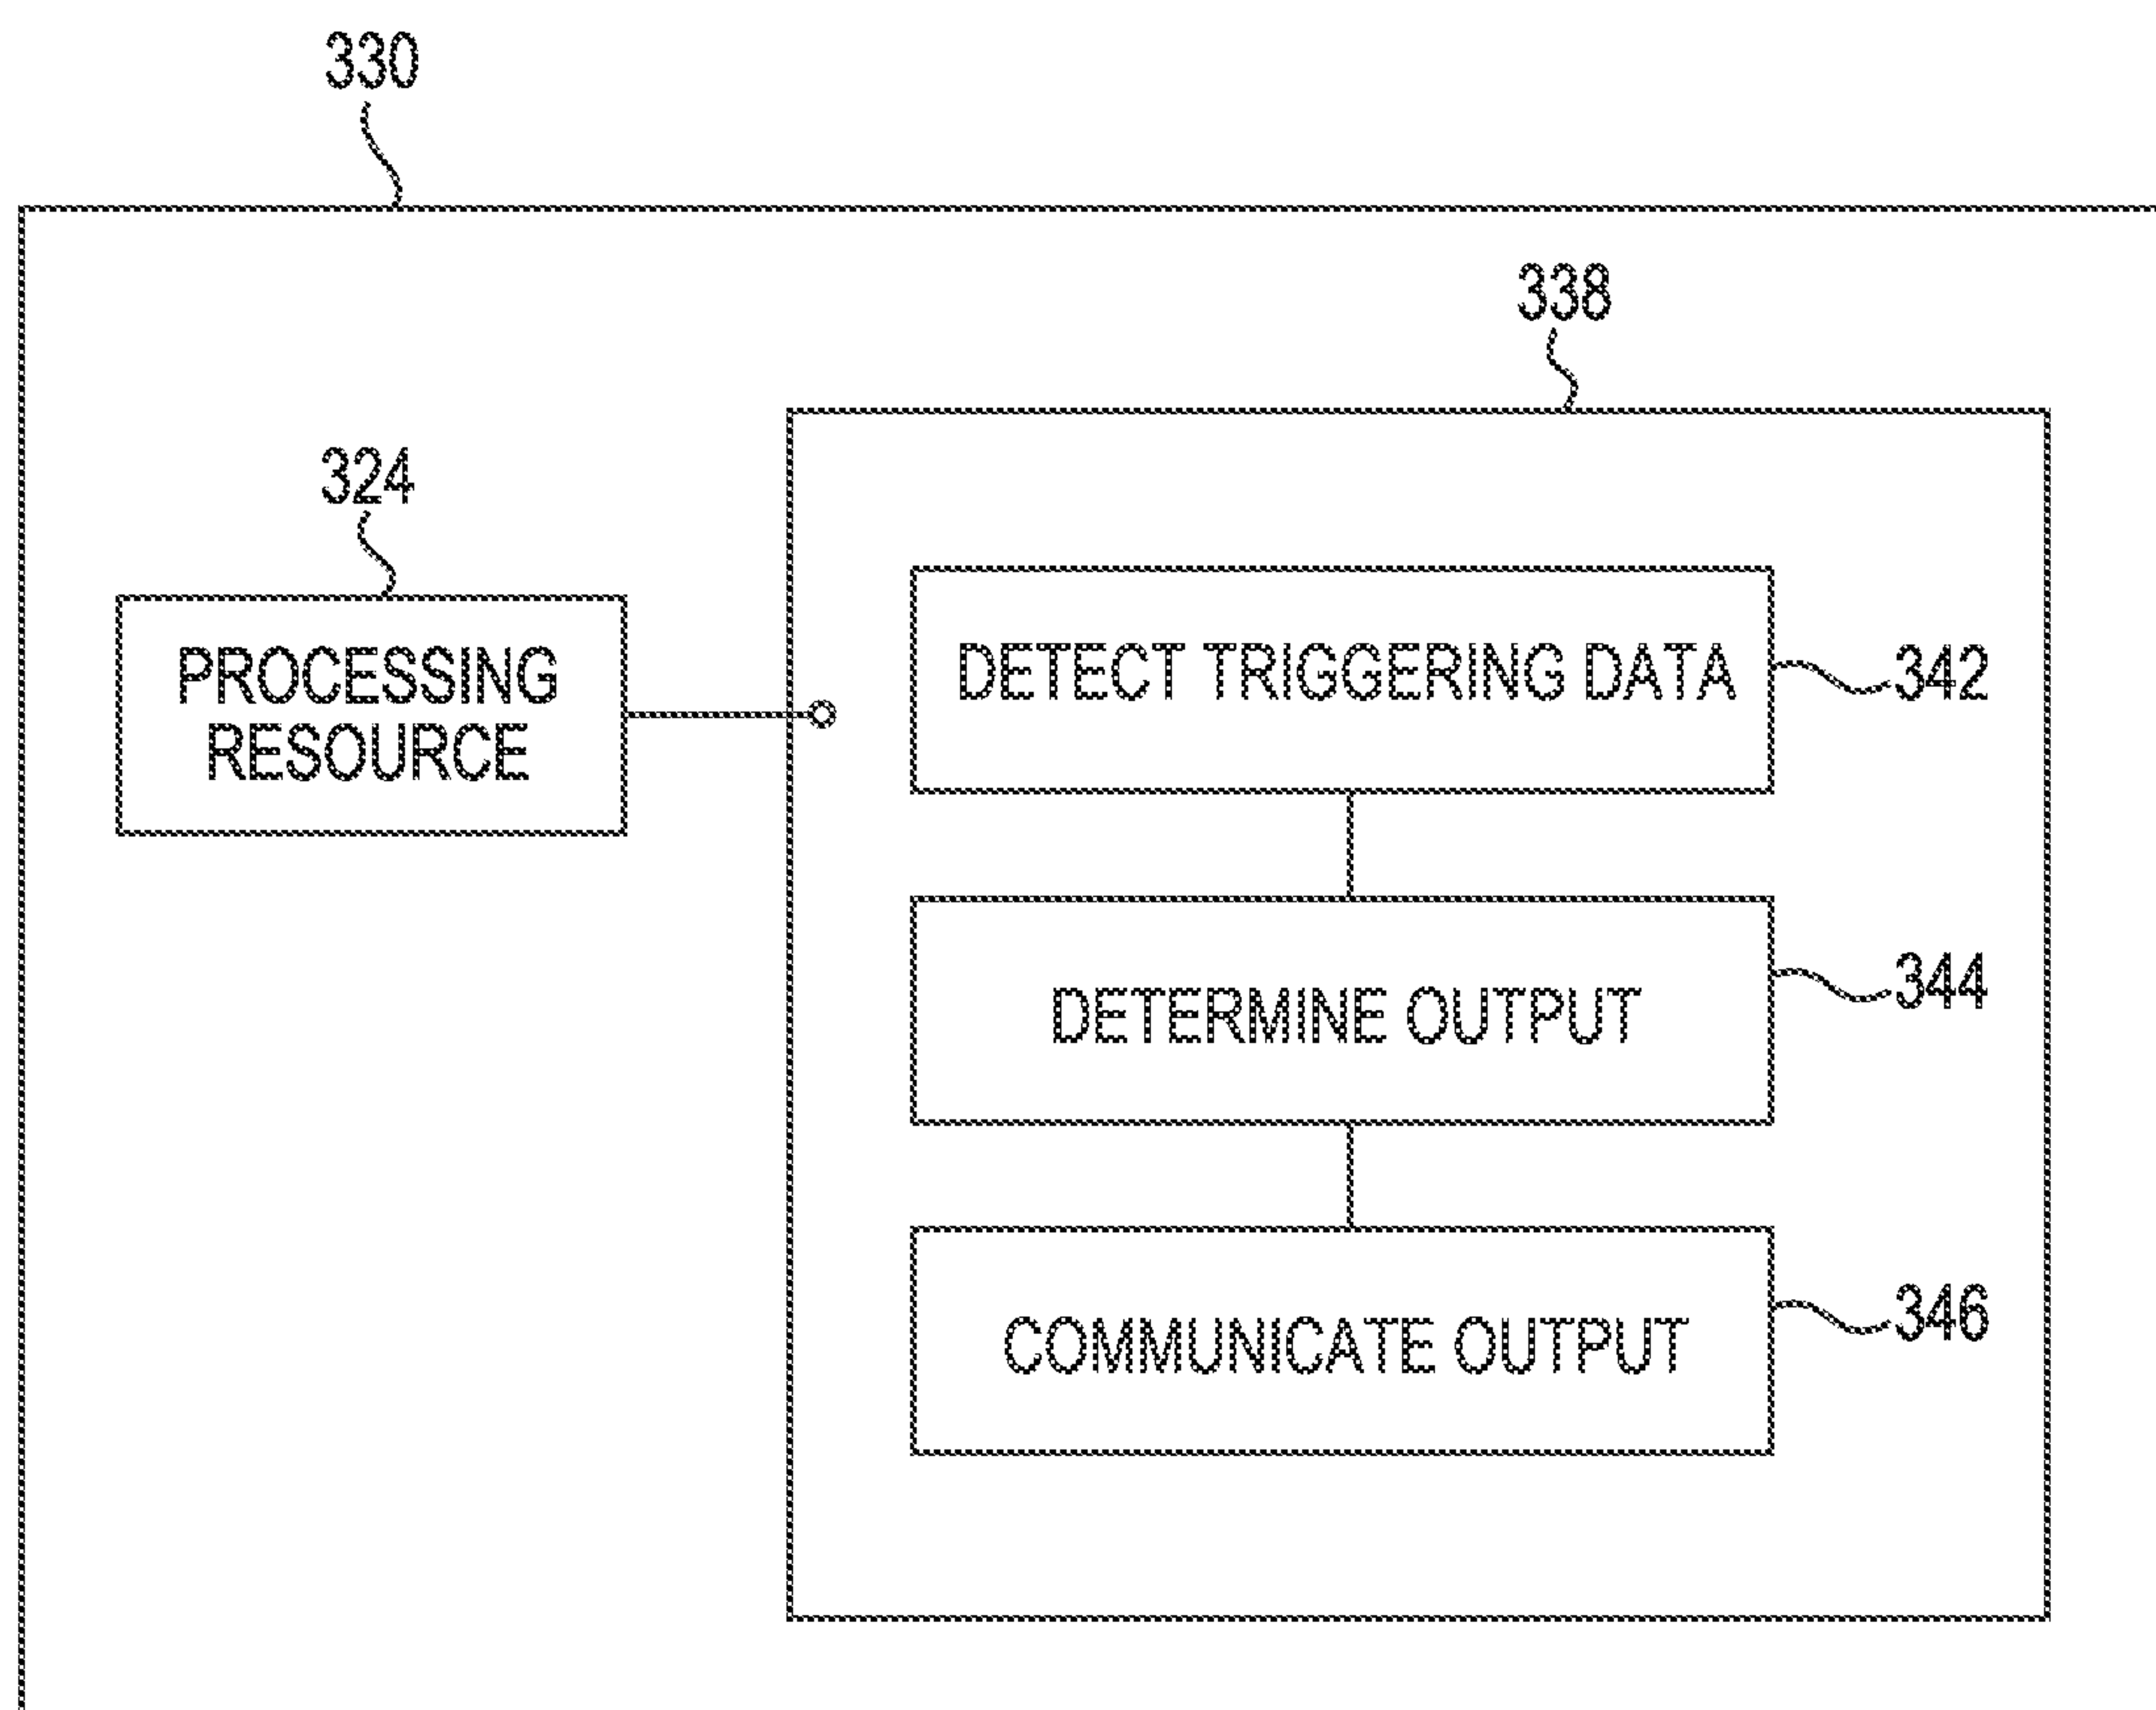 330
338
324
PROCESSING
RESOURCE
DETECT TRIGGERING DATA
342
DETERMINE OUTPUT
344
COMMUNICATE OUTPUT
346